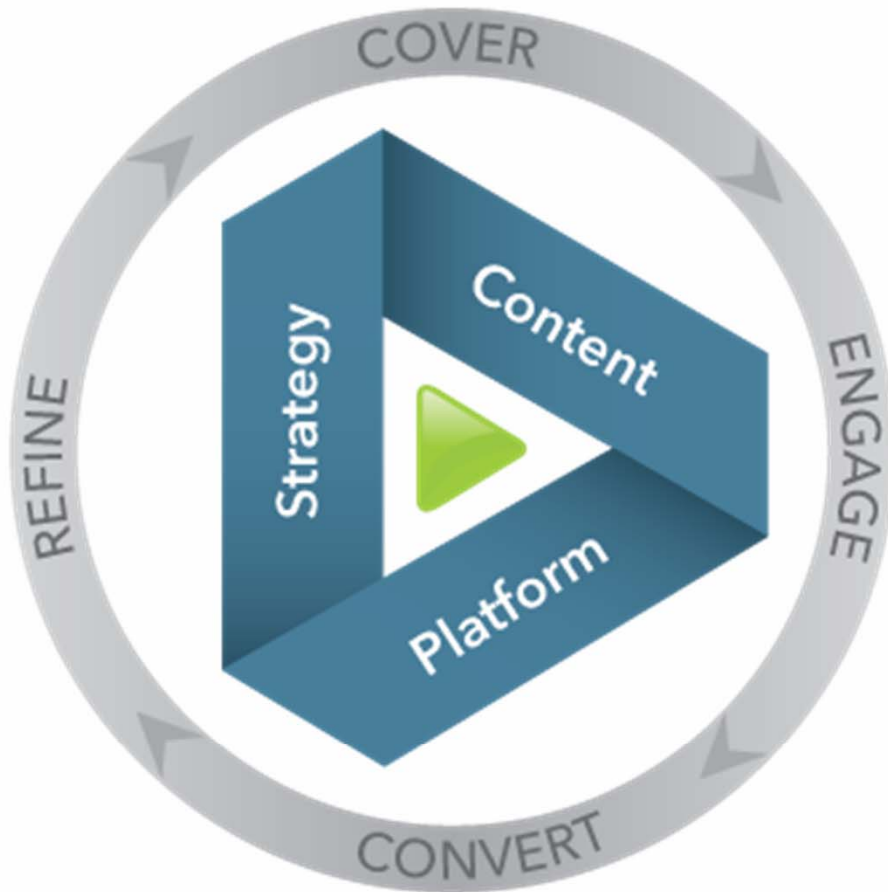 COVER
Content
ENGAGE
Strategy
REFINE
Platform
CONVERT